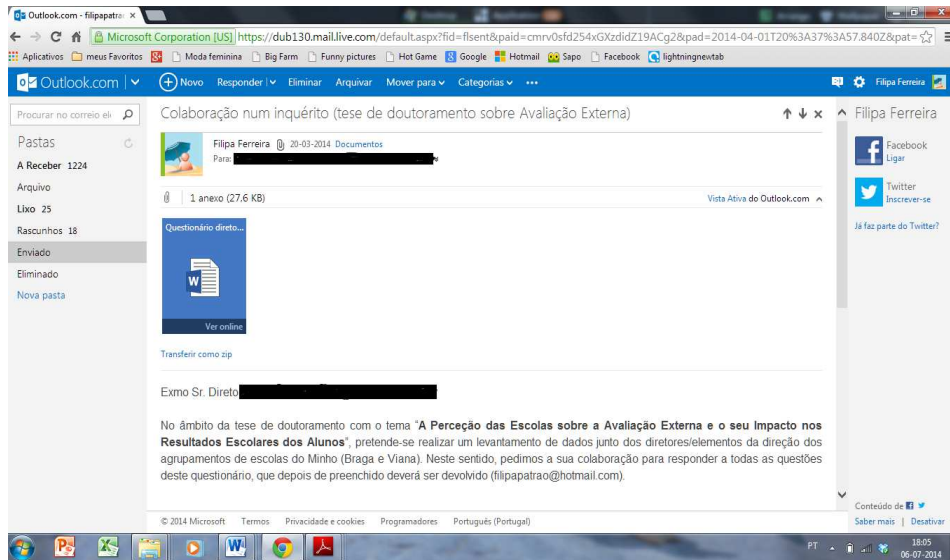 Outlook.com - filipapatrao ×
Microsoft Corporation [US] https://dub130.mail.live.com/default.aspx?fid=flsent&paid=cmrv0sfd254xGXzdidZ19ACg2&pad=2014-04-01T20%3A37%3A57.840Z&pat=
Aplicativos meus Favoritos Moda feminina Big Farm Funny pictures Hot Game Google Hotmail Sapo Facebook lightningnewtab
Outlook.com Novo Responder Eliminar Arquivar Mover para Categorias ••• Filipa Ferreira
Procurar no correio el
Pastas
A Receber 1224
Arquivo
Lixo 25
Rascunhos 18
Enviado
Eliminado
Nova pasta
Colaboração num inquérito (tese de doutoramento sobre Avaliação Externa)
Filipa Ferreira 20-03-2014 Documentos
Para:
1 anexo (27.6 KB) Vista Ativa do Outlook.com
Questionário direto...
Ver online
Transferir como zip
Exmo Sr. Direto
No âmbito da tese de doutoramento com o tema “A Perceção das Escolas sobre a Avaliação Externa e o seu Impacto nos
Resultados Escolares dos Alunos”, pretende-se realizar um levantamento de dados junto dos diretores/elementos da direção dos
agrupamentos de escolas do Minho (Braga e Viana). Neste sentido, pedimos a sua colaboração para responder a todas as questões
deste questionário, que depois de preenchido deverá ser devolvido (filipapatrao@hotmail.com).
Filipa Ferreira
Facebook
Ligar
Twitter
Inscrever-se
Já faz parte do Twitter?
Conteúdo de
Saber mais | Desativar
© 2014 Microsoft Termos Privacidade e cookies Programadores Português (Portugal)
PT 18:05
06-07-2014